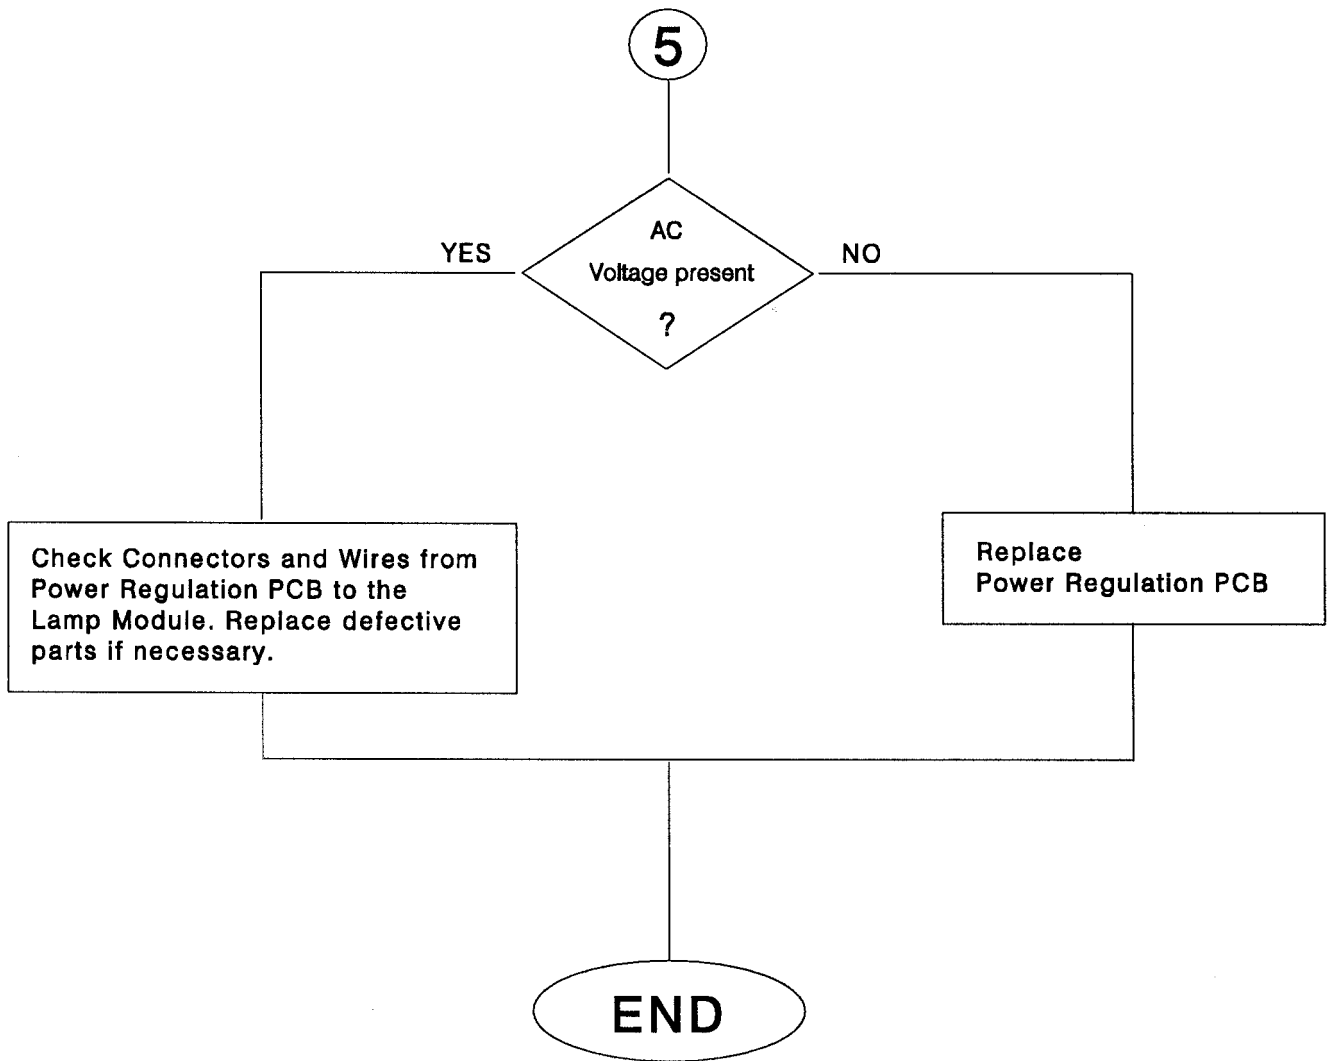 5
AC
Voltage present
?
YES
NO
Check Connectors and Wires from
Power Regulation PCB to the
Lamp Module. Replace defective
parts if necessary.
Replace
Power Regulation PCB
END